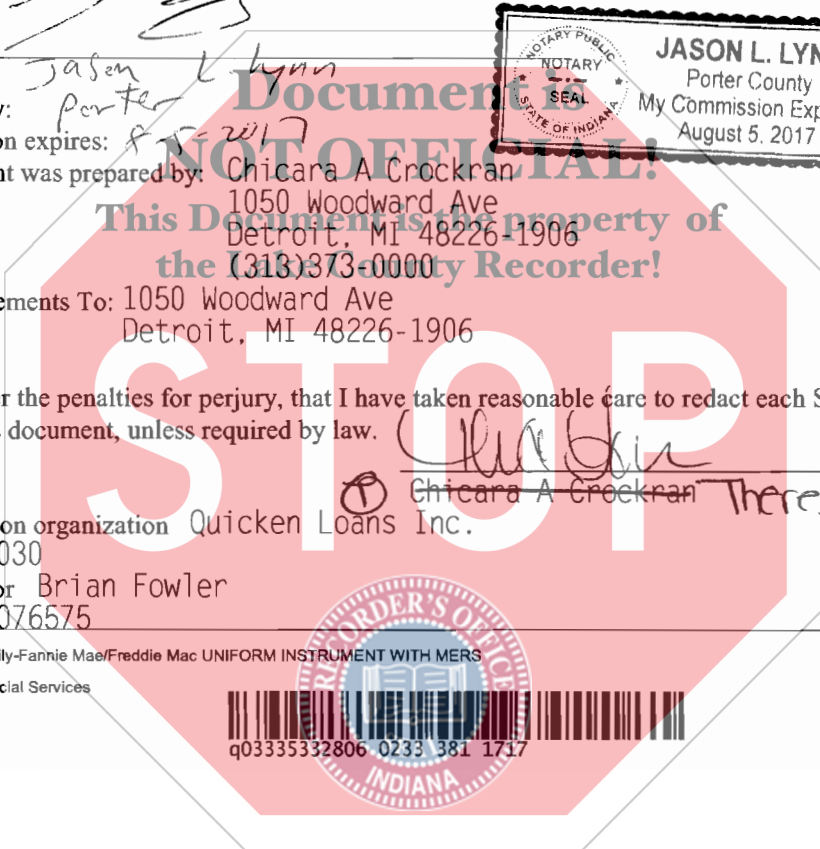 Jason L Lynn
NOTARY PUBLIC
NOTARY
SEAL
STATE OF INDIANA
JASON L. LYN
Porter County
My Commission Exp
August 5, 2017
y: Porter
on expires: 8-5-2017
nt was prepared by: Chicara A Crockran
1050 Woodward Ave
Detroit, MI 48226-1906
(313)373-0000
Document is
NOT OFFICIAL!
This Document is the property of
the Lake County Recorder!
ements To: 1050 Woodward Ave
Detroit, MI 48226-1906
STOP
r the penalties for perjury, that I have taken reasonable care to redact each S
s document, unless required by law.
T Chicara A Crockran There
on organization Quicken Loans Inc.
030
or Brian Fowler
076575
ily-Fannie Mae/Freddie Mac UNIFORM INSTRUMENT WITH MERS
cial Services
q03335332806 0233 381 1717
RECORDER'S OFFICE
INDIANA